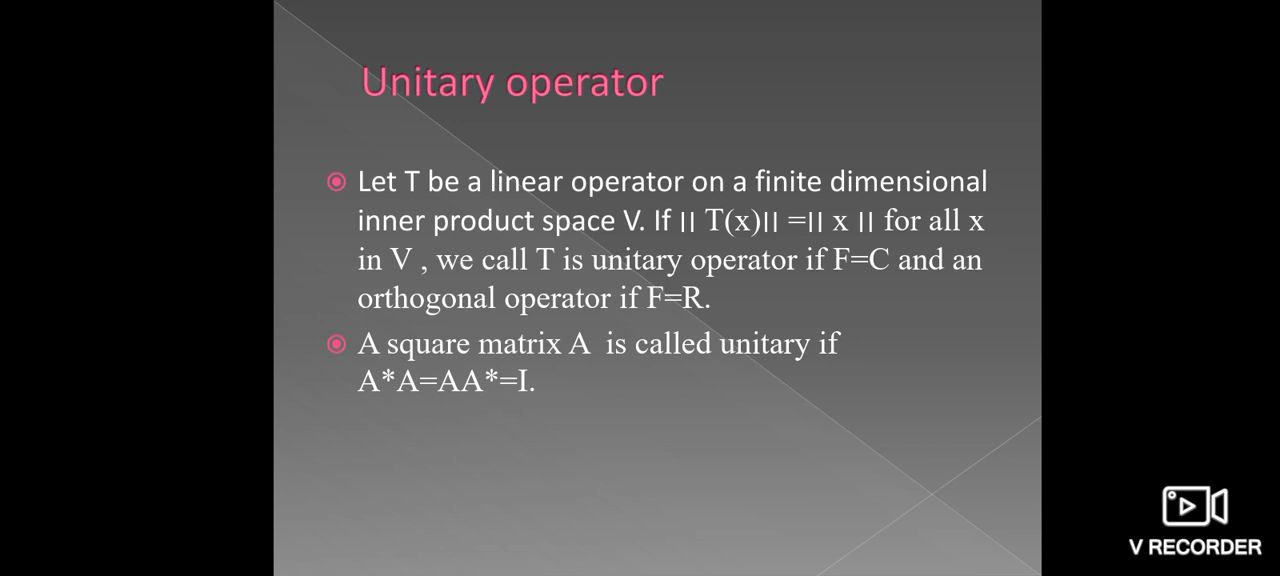 Unitary operator
Let T be a linear operator on a finite dimensional
inner product space V. If || T(x)|| =|| x || for all x
in V , we call T is unitary operator if F=C and an
orthogonal operator if F=R.
A square matrix A is called unitary if
A*A=AA*=I.
V RECORDER